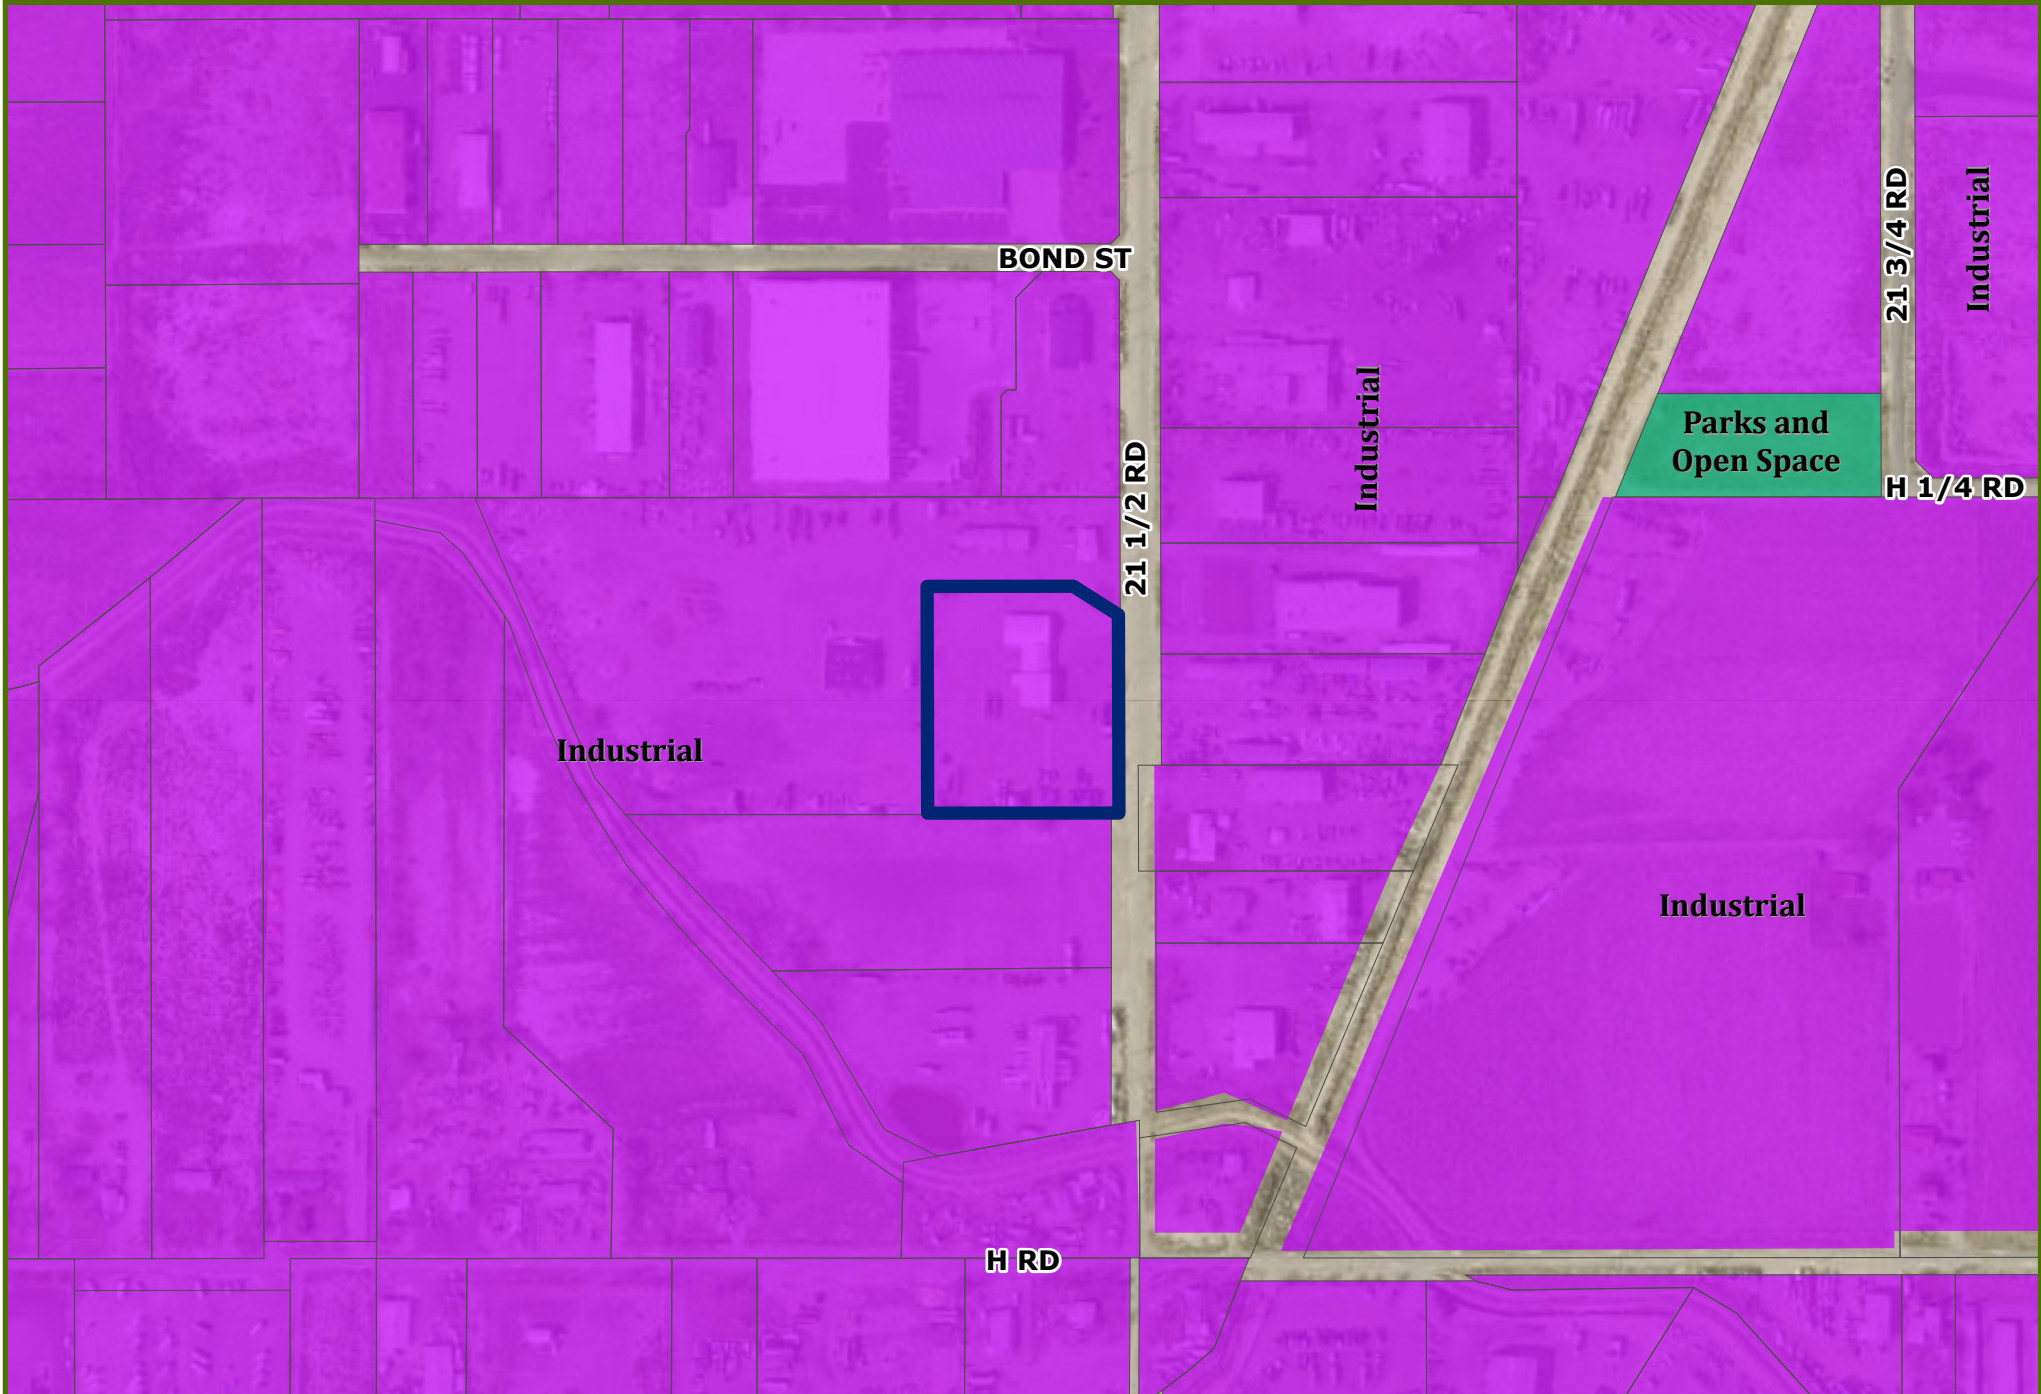 BOND ST
21 3/4 RD
Industrial
Industrial
Parks and
Open Space
H 1/4 RD
21 1/2 RD
Industrial
Industrial
H RD